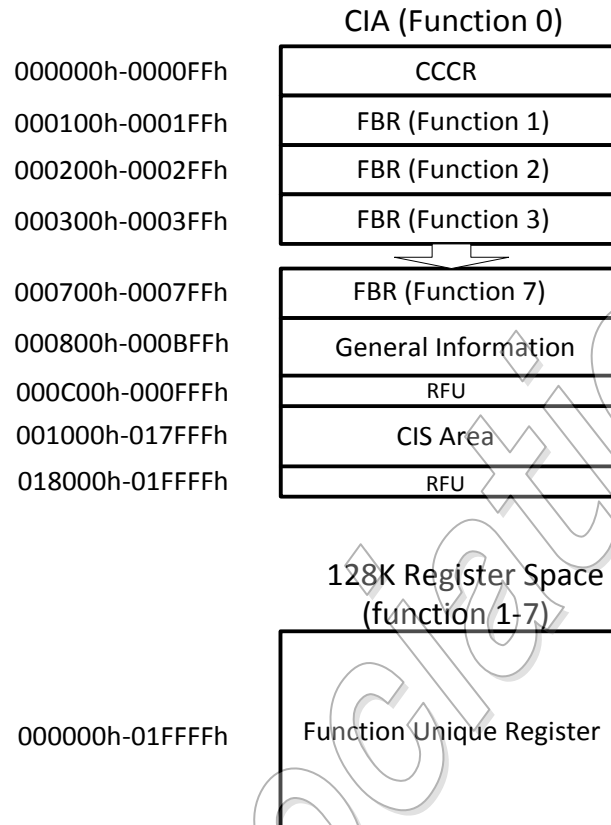 CIA (Function 0)
000000h-0000FFh CCCR
000100h-0001FFh FBR (Function 1)
000200h-0002FFh FBR (Function 2)
000300h-0003FFh FBR (Function 3)
000700h-0007FFh FBR (Function 7)
000800h-000BFFh General Information
000C00h-000FFFh RFU
001000h-017FFFh CIS Area
018000h-01FFFFh RFU
128K Register Space
(function 1-7)
000000h-01FFFFh Function Unique Register